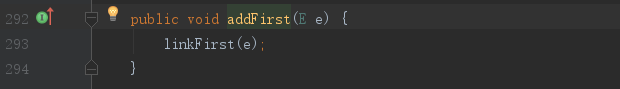 292 public void addFirst(E e) {
293 linkFirst(e);
294 }